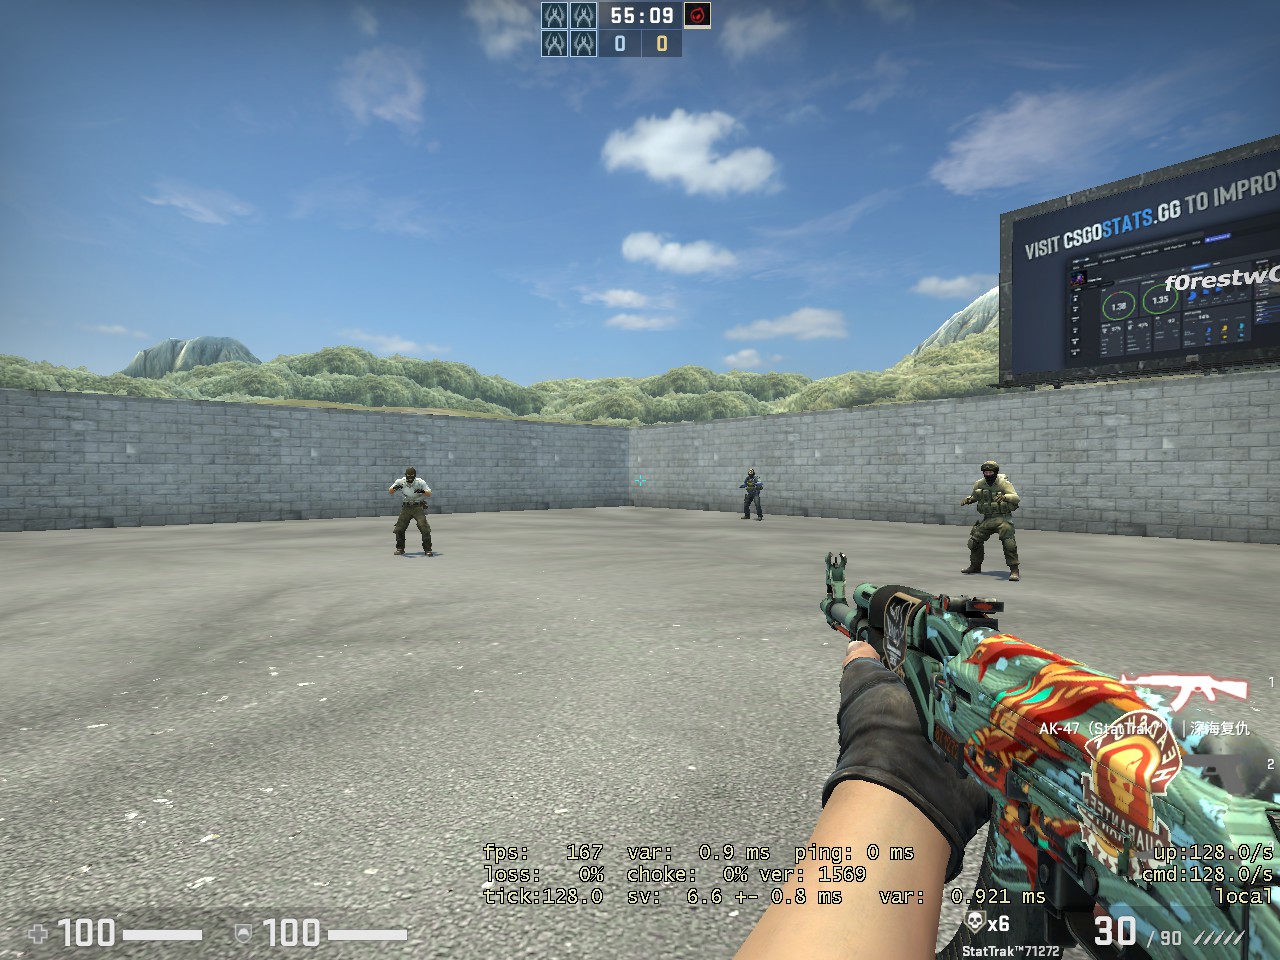 55:09
0 0
VISIT CSGOSTATS.GG TO IMPROV
f0restwC
1.38 1.35
1
AK-47（StatTrak™） | 深海复仇
2
fps: 167 var: 0.9 ms ping: 0 ms
up:128.0/s
loss: 0% choke: 0% ver: 1569
cmd:128.0/s
tick:128.0 sv: 6.6 +- 0.8 ms var: 0.921 ms
local
100 100
x6
StatTrak™71272
30 / 90